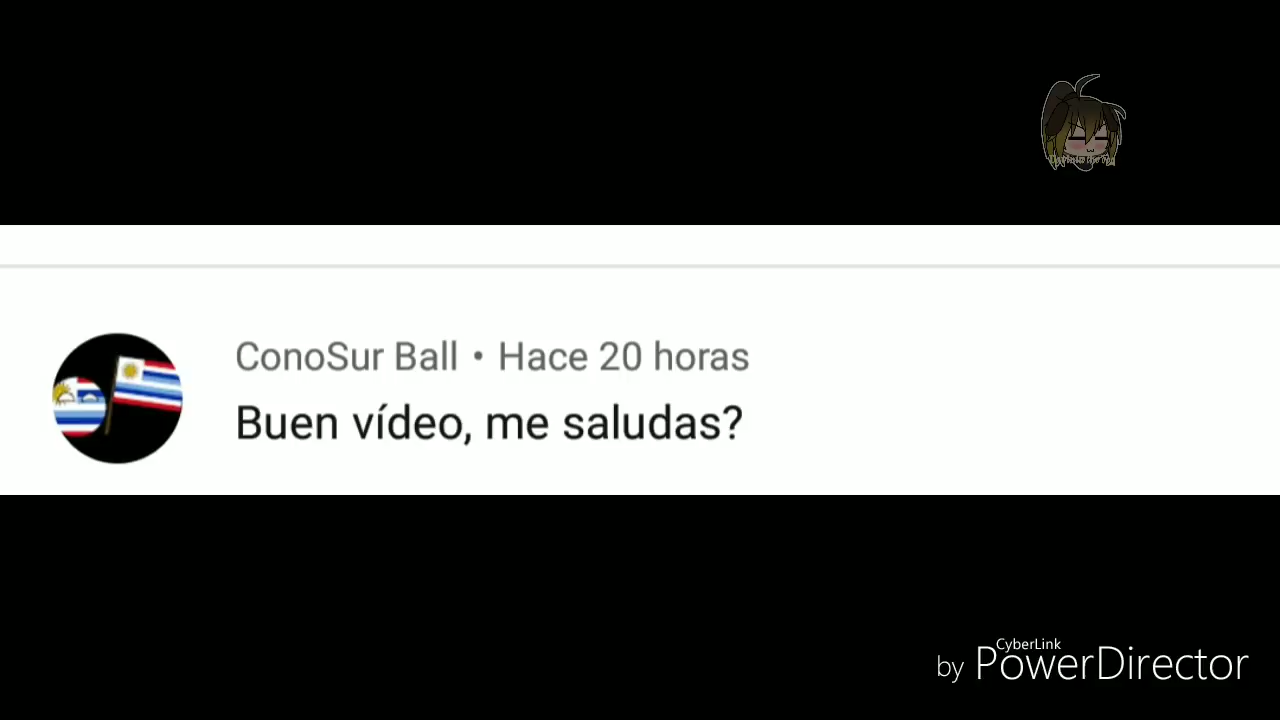 ConoSur Ball • Hace 20 horas
Buen vídeo, me saludas?
CyberLink
by PowerDirector